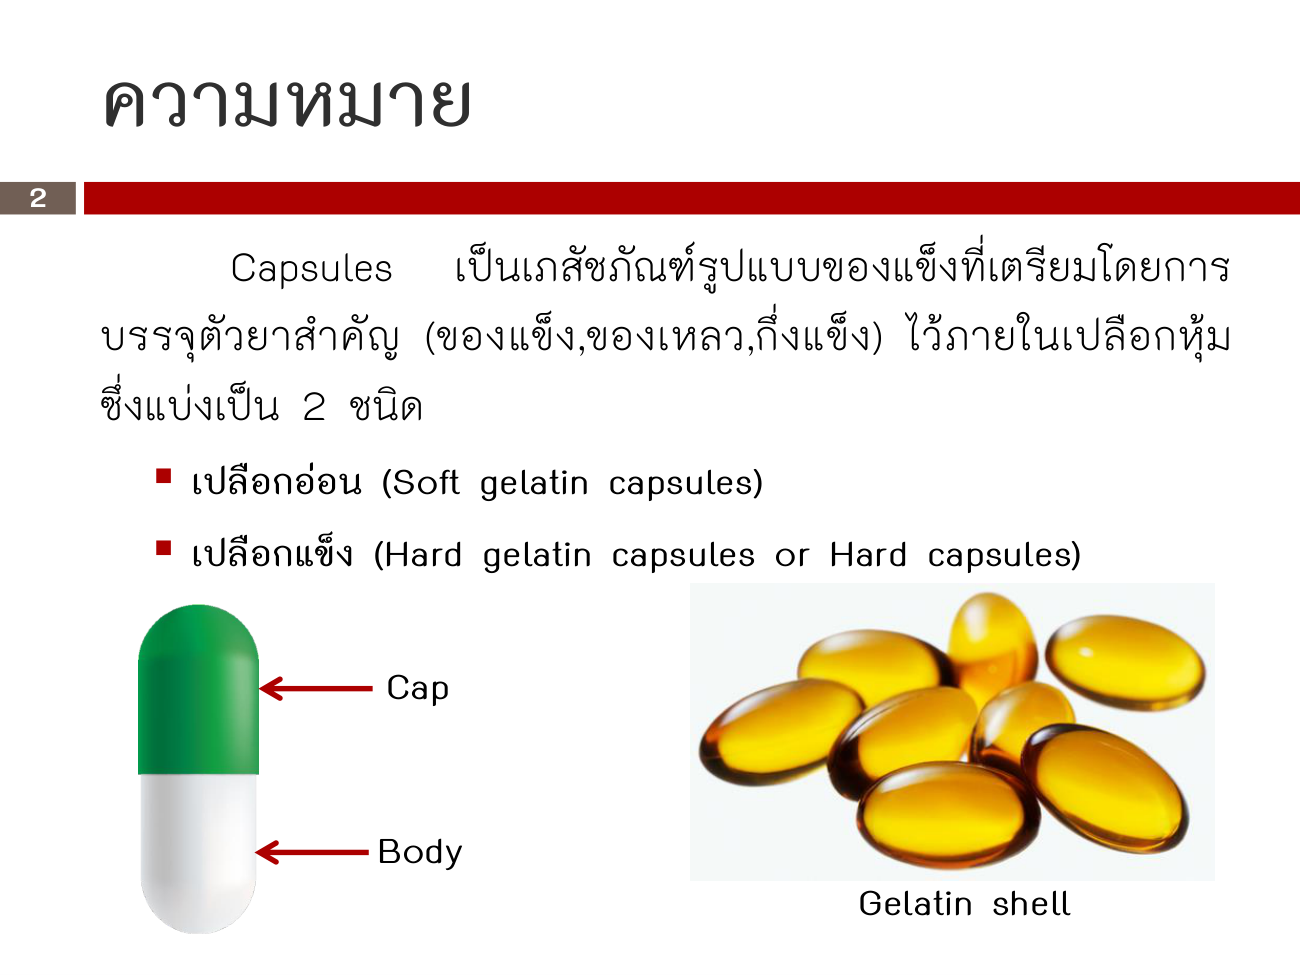 ความหมาย
2
Capsules เป็นเภสัชภัณฑ์รูปแบบของแข็งที่เตรียมโดยการ
บรรจุตัวยาสำคัญ (ของแข็ง,ของเหลว,กึ่งแข็ง) ไว้ภายในเปลือกหุ้ม
ซึ่งแบ่งเป็น 2 ชนิด
▪ เปลือกอ่อน (Soft gelatin capsules)
▪ เปลือกแข็ง (Hard gelatin capsules or Hard capsules)
Cap
Body
Gelatin shell